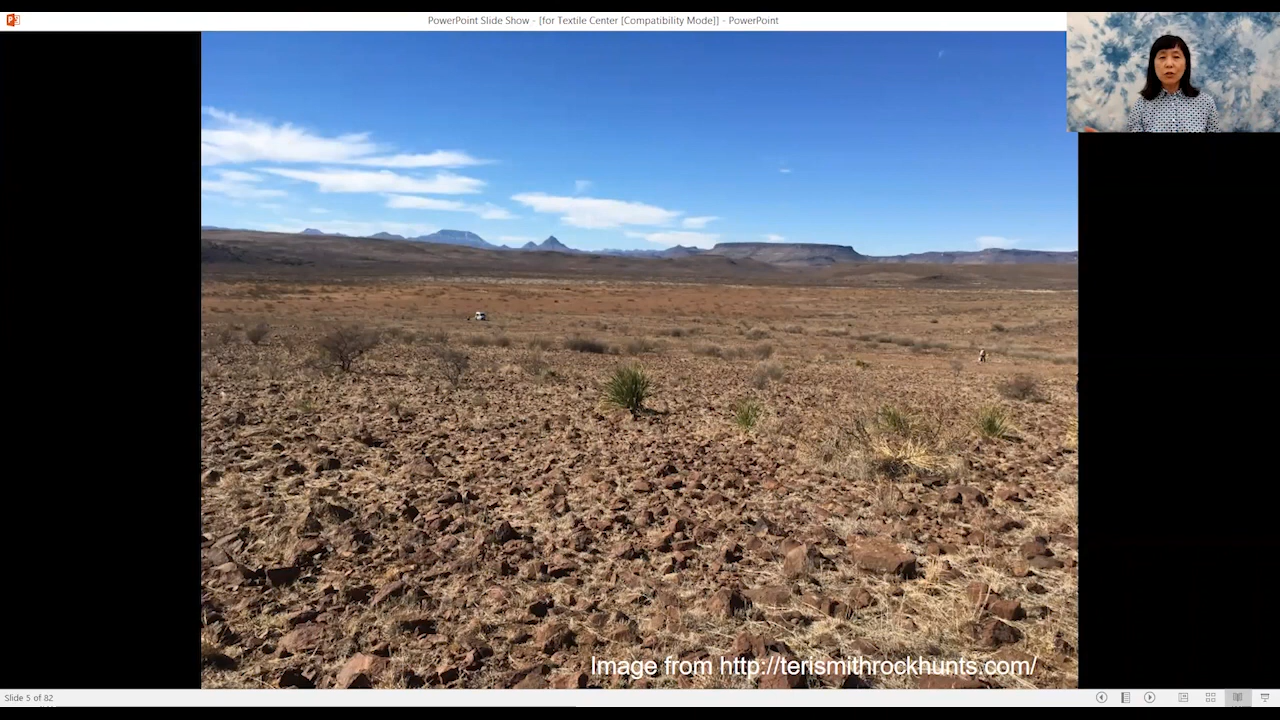 PowerPoint Slide Show - [for Textile Center [Compatibility Mode]] - PowerPoint
Image from http://terismithrockhunts.com/
Slide 5 of 82